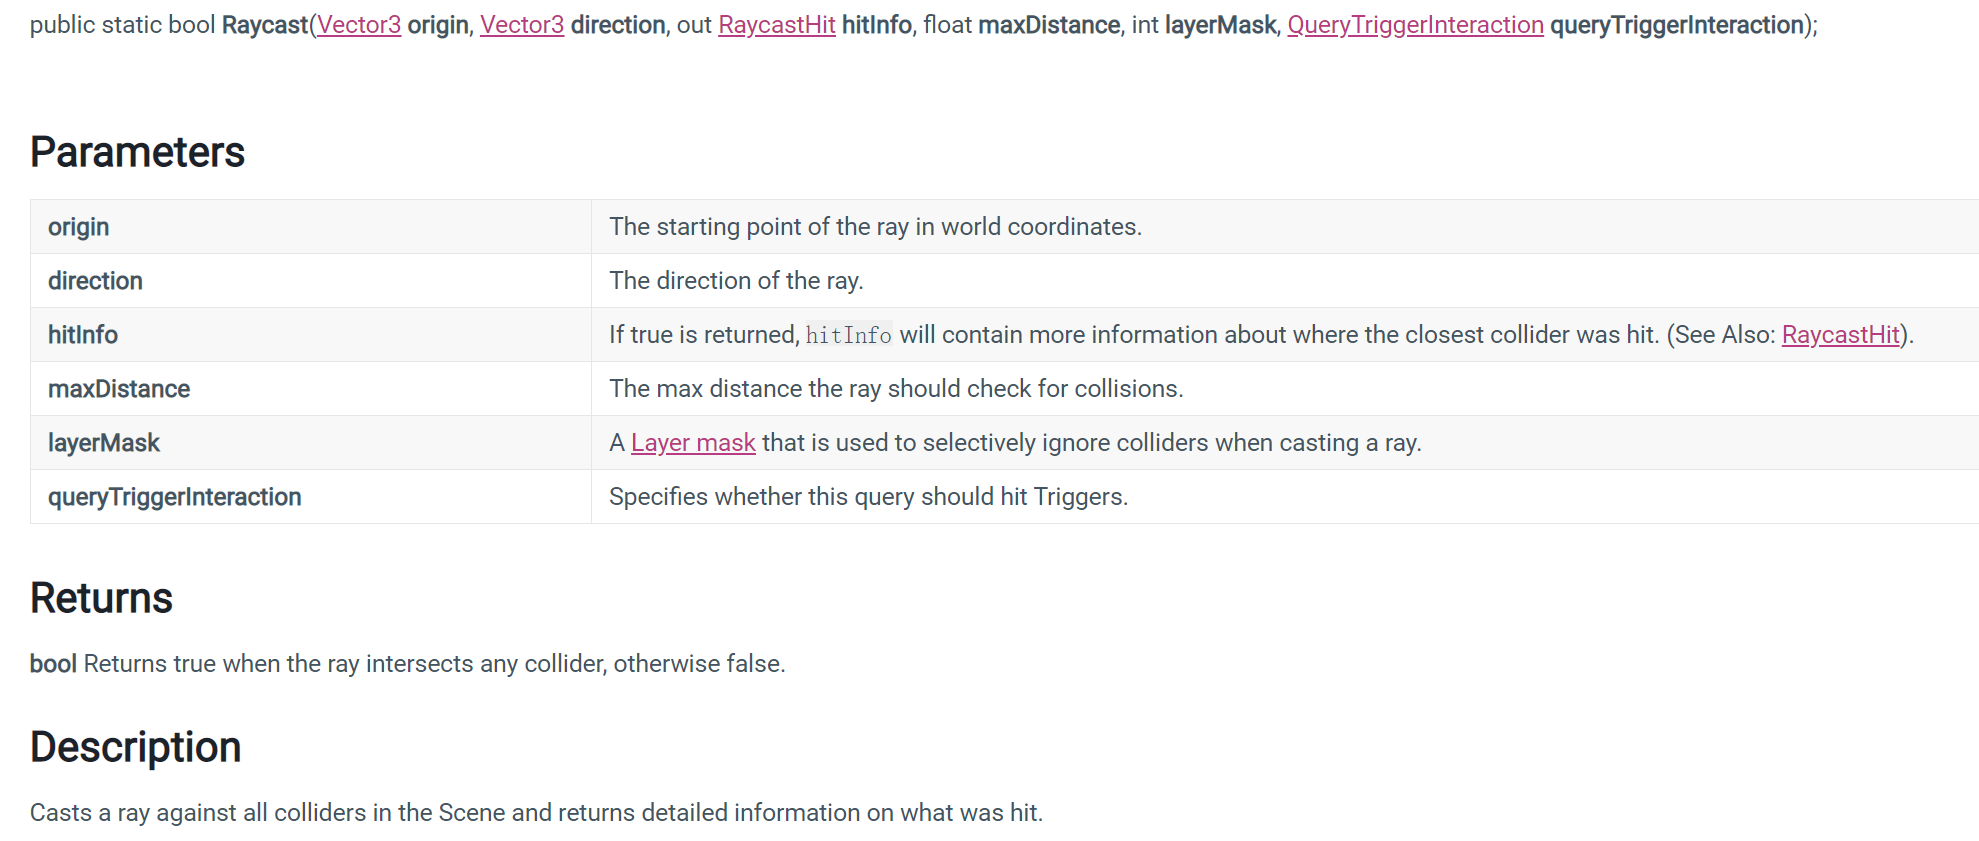 public static bool Raycast(Vector3 origin, Vector3 direction, out RaycastHit hitInfo, float maxDistance, int layerMask, QueryTriggerInteraction queryTriggerInteraction);
Parameters
origin The starting point of the ray in world coordinates.
direction The direction of the ray.
hitInfo If true is returned, hitInfo will contain more information about where the closest collider was hit. (See Also: RaycastHit).
maxDistance The max distance the ray should check for collisions.
layerMask A Layer mask that is used to selectively ignore colliders when casting a ray.
queryTriggerInteraction Specifies whether this query should hit Triggers.
Returns
bool Returns true when the ray intersects any collider, otherwise false.
Description
Casts a ray against all colliders in the Scene and returns detailed information on what was hit.